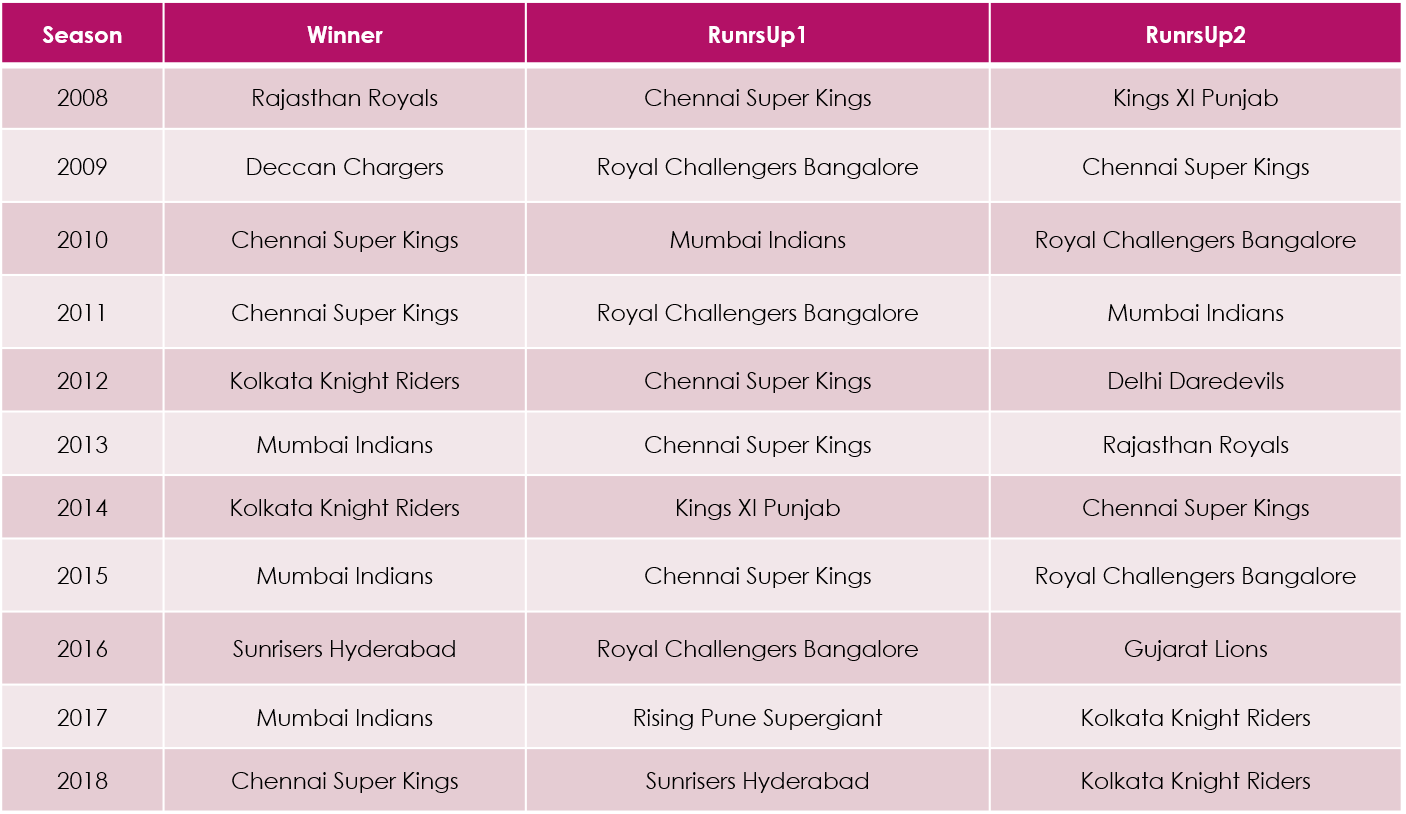 Season Winner RunrsUp1 RunrsUp2
2008 Rajasthan Royals Chennai Super Kings Kings XI Punjab
2009 Deccan Chargers Royal Challengers Bangalore Chennai Super Kings
2010 Chennai Super Kings Mumbai Indians Royal Challengers Bangalore
2011 Chennai Super Kings Royal Challengers Bangalore Mumbai Indians
2012 Kolkata Knight Riders Chennai Super Kings Delhi Daredevils
2013 Mumbai Indians Chennai Super Kings Rajasthan Royals
2014 Kolkata Knight Riders Kings XI Punjab Chennai Super Kings
2015 Mumbai Indians Chennai Super Kings Royal Challengers Bangalore
2016 Sunrisers Hyderabad Royal Challengers Bangalore Gujarat Lions
2017 Mumbai Indians Rising Pune Supergiant Kolkata Knight Riders
2018 Chennai Super Kings Sunrisers Hyderabad Kolkata Knight Riders